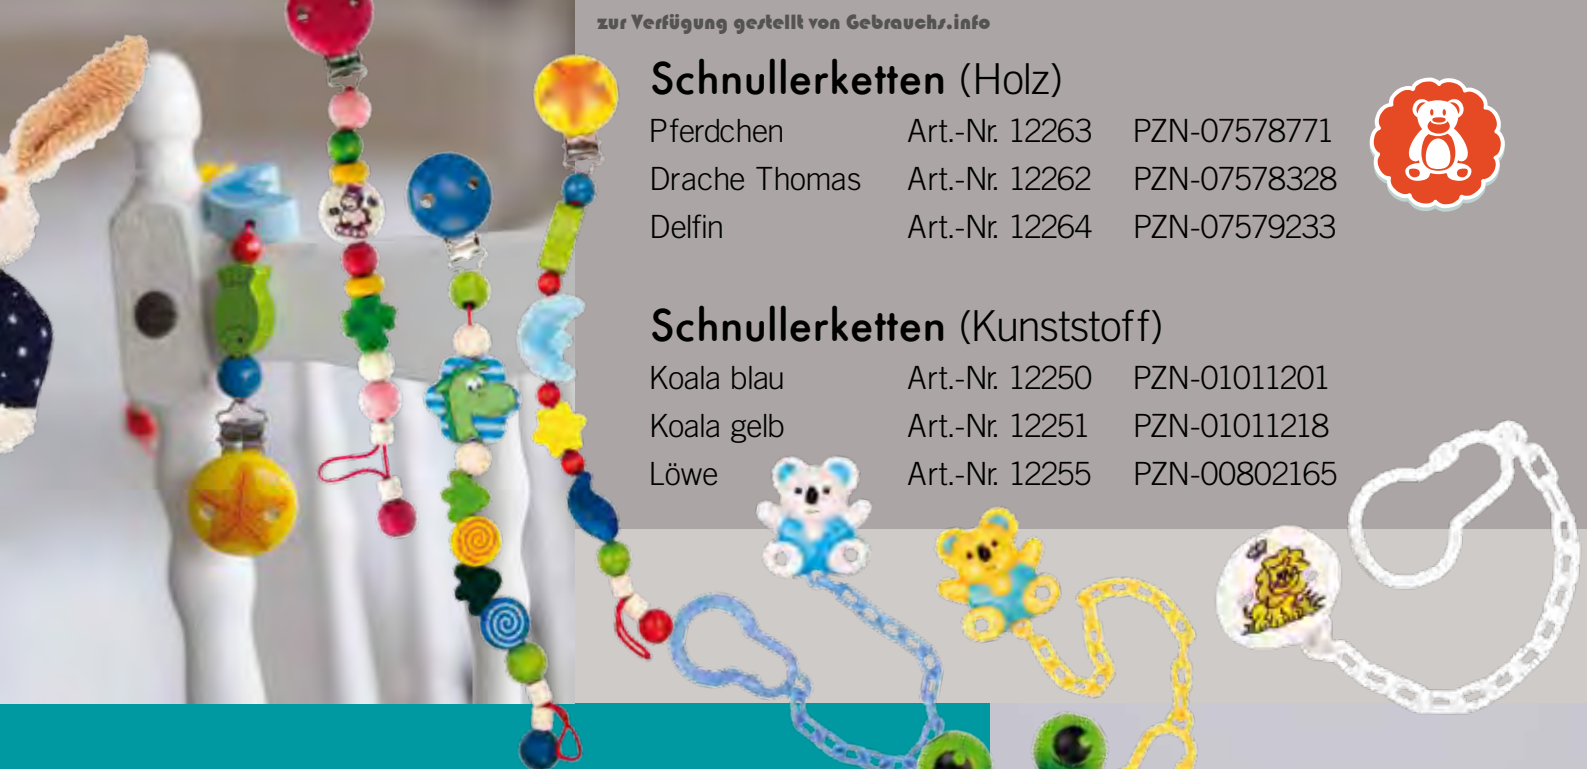 zur Verfügung gestellt von Gebrauchs.info
Schnullerketten (Holz)
Pferdchen Art.-Nr. 12263 PZN-07578771
Drache Thomas Art.-Nr. 12262 PZN-07578328
Delfin Art.-Nr. 12264 PZN-07579233
Schnullerketten (Kunststoff)
Koala blau Art.-Nr. 12250 PZN-01011201
Koala gelb Art.-Nr. 12251 PZN-01011218
Löwe Art.-Nr. 12255 PZN-00802165